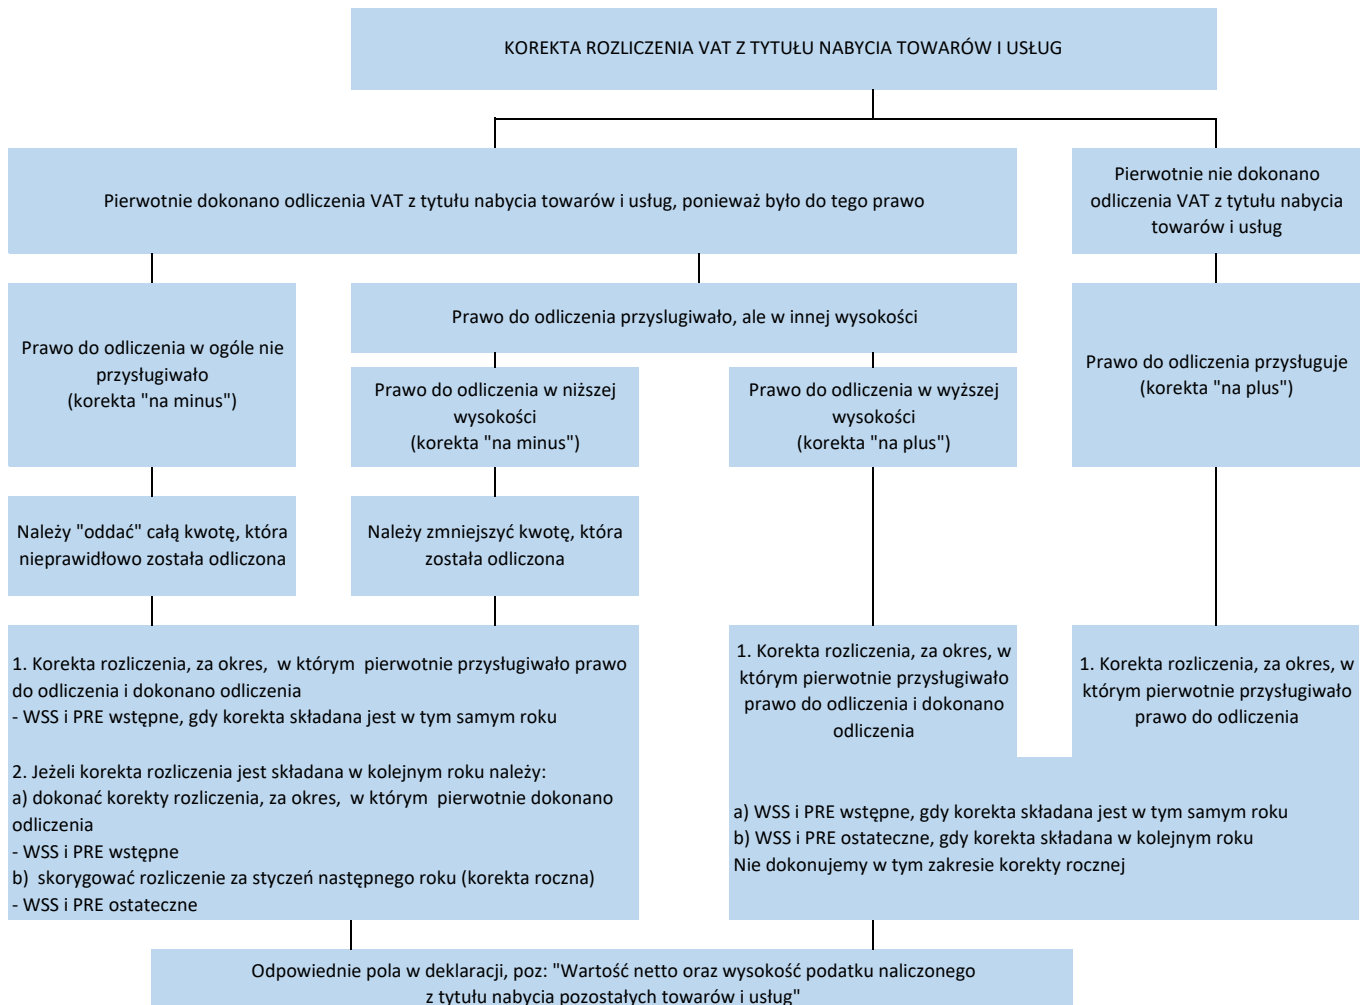 KOREKTA ROZLICZENIA VAT Z TYTUŁU NABYCIA TOWARÓW I USŁUG
Pierwotnie dokonano odliczenia VAT z tytułu nabycia towarów i usług, ponieważ było do tego prawo
Pierwotnie nie dokonano
odliczenia VAT z tytułu nabycia
towarów i usług
Prawo do odliczenia w ogóle nie
przysługiwało
(korekta "na minus")
Prawo do odliczenia przyslugiwało, ale w innej wysokości
Prawo do odliczenia w niższej
wysokości
(korekta "na minus")
Prawo do odliczenia w wyższej
wysokości
(korekta "na plus")
Prawo do odliczenia przysługuje
(korekta "na plus")
Należy "oddać" całą kwotę, która
nieprawidłowo została odliczona
Należy zmniejszyć kwotę, która
została odliczona
1. Korekta rozliczenia, za okres, w którym pierwotnie przysługiwało prawo
do odliczenia i dokonano odliczenia
- WSS i PRE wstępne, gdy korekta składana jest w tym samym roku
2. Jeżeli korekta rozliczenia jest składana w kolejnym roku należy:
a) dokonać korekty rozliczenia, za okres, w którym pierwotnie dokonano
odliczenia
- WSS i PRE wstępne
b) skorygować rozliczenie za styczeń następnego roku (korekta roczna)
- WSS i PRE ostateczne
1. Korekta rozliczenia, za okres, w
którym pierwotnie przysługiwało
prawo do odliczenia i dokonano
odliczenia
1. Korekta rozliczenia, za okres, w
którym pierwotnie przysługiwało
prawo do odliczenia
a) WSS i PRE wstępne, gdy korekta składana jest w tym samym roku
b) WSS i PRE ostateczne, gdy korekta składana w kolejnym roku
Nie dokonujemy w tym zakresie korekty rocznej
Odpowiednie pola w deklaracji, poz: "Wartość netto oraz wysokość podatku naliczonego
z tytułu nabycia pozostałych towarów i usług"